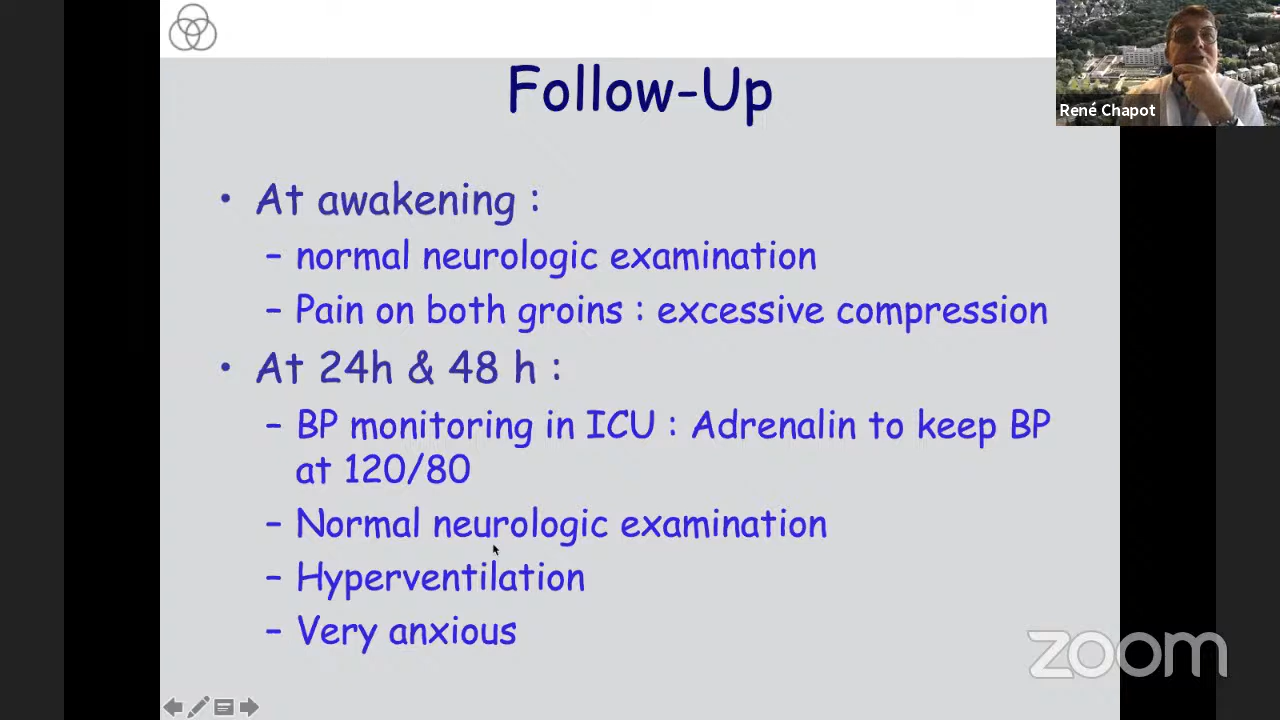 Follow-Up
René Chapot
• At awakening :
– normal neurologic examination
– Pain on both groins : excessive compression
• At 24h & 48 h :
– BP monitoring in ICU : Adrenalin to keep BP
at 120/80
– Normal neurologic examination
– Hyperventilation
– Very anxious
zoom